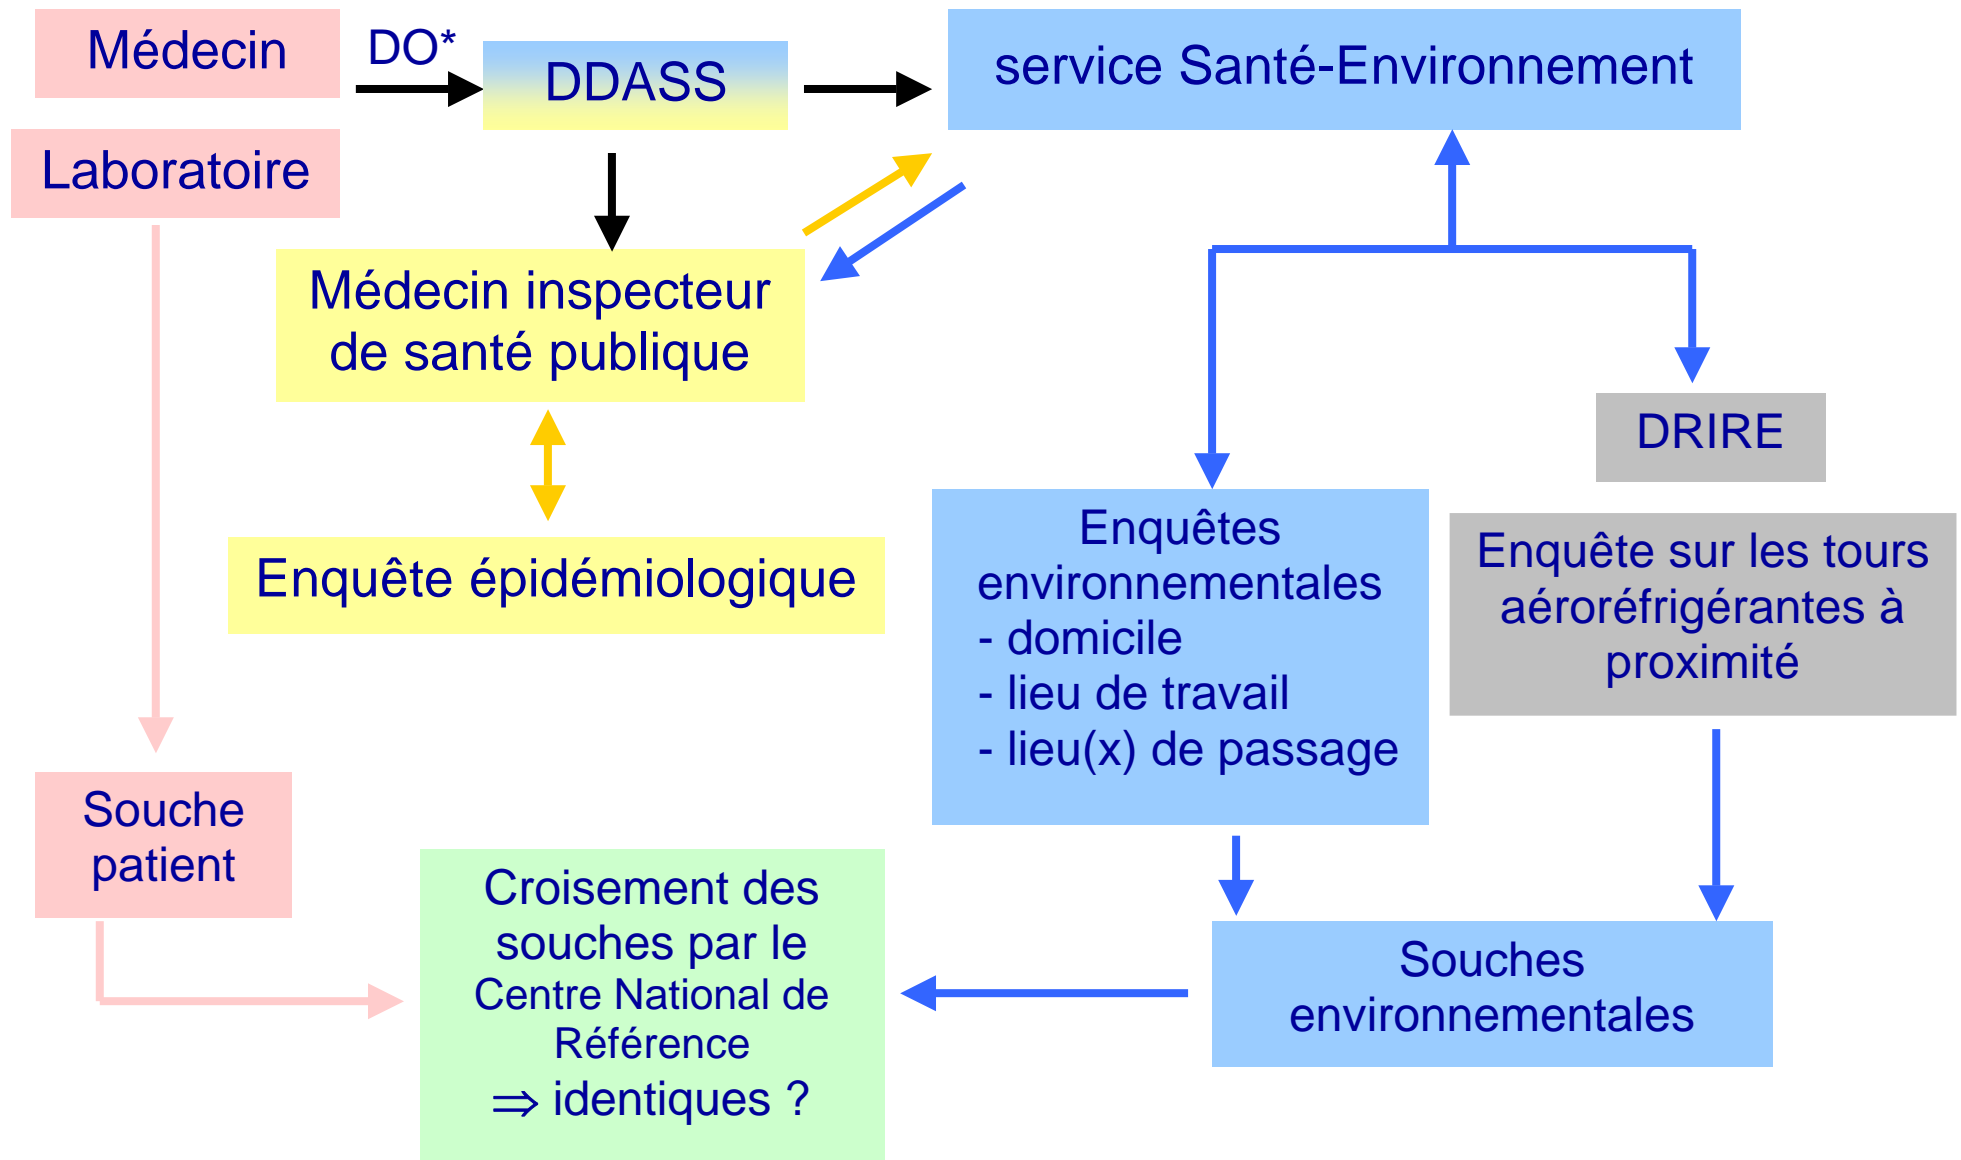 Médecin
DO*
DDASS
service Santé-Environnement
Laboratoire
Médecin inspecteur
de santé publique
DRIRE
Enquête épidémiologique
Enquêtes
environnementales
- domicile
- lieu de travail
- lieu(x) de passage
Enquête sur les tours
aéroréfrigérantes à
proximité
Souche
patient
Croisement des
souches par le
Centre National de
Référence
⇒ identiques ?
Souches
environnementales